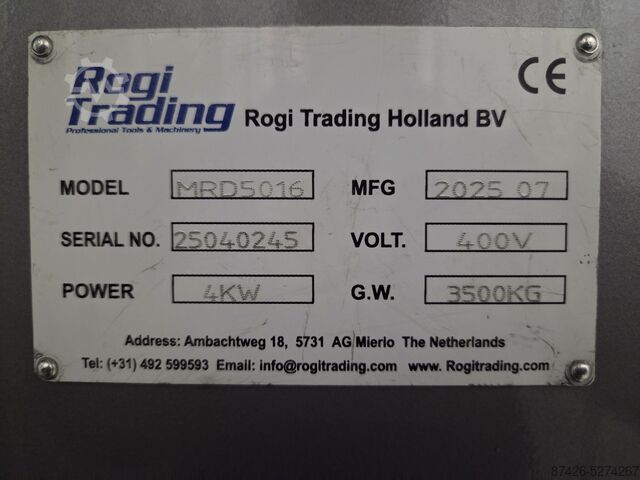 Rogi
Trading
Professional Tools & Machinery
CE
Rogi Trading Holland BV
MODEL MRD5016 MFG 2025 07
SERIAL NO. 25040245 VOLT. 400V
POWER 4KW G.W. 3500KG
Address: Ambachtweg 18, 5731 AG Mierlo The Netherlands
Tel: (+31) 492 599593 Email: info@rogitrading.com www. Rogitrading.com
87426-5274267